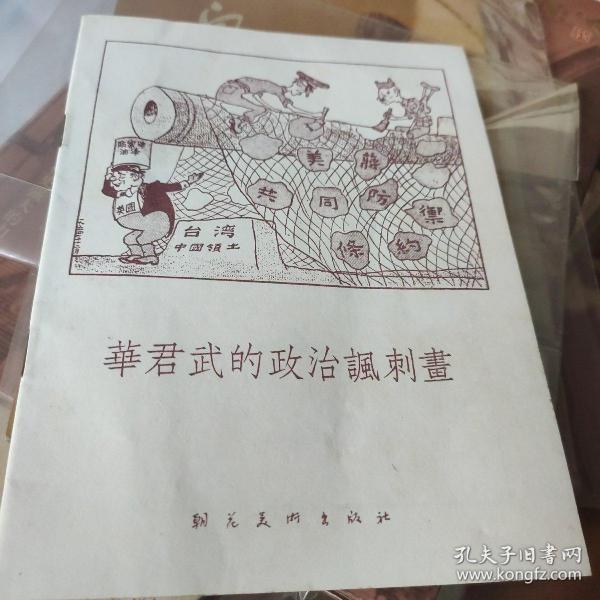 美蔣
共同防禦
條約
英國
台湾
中國領土
華君武的政治諷刺畫
朝花美術出版社
孔夫子旧书网
www.kongfz.com